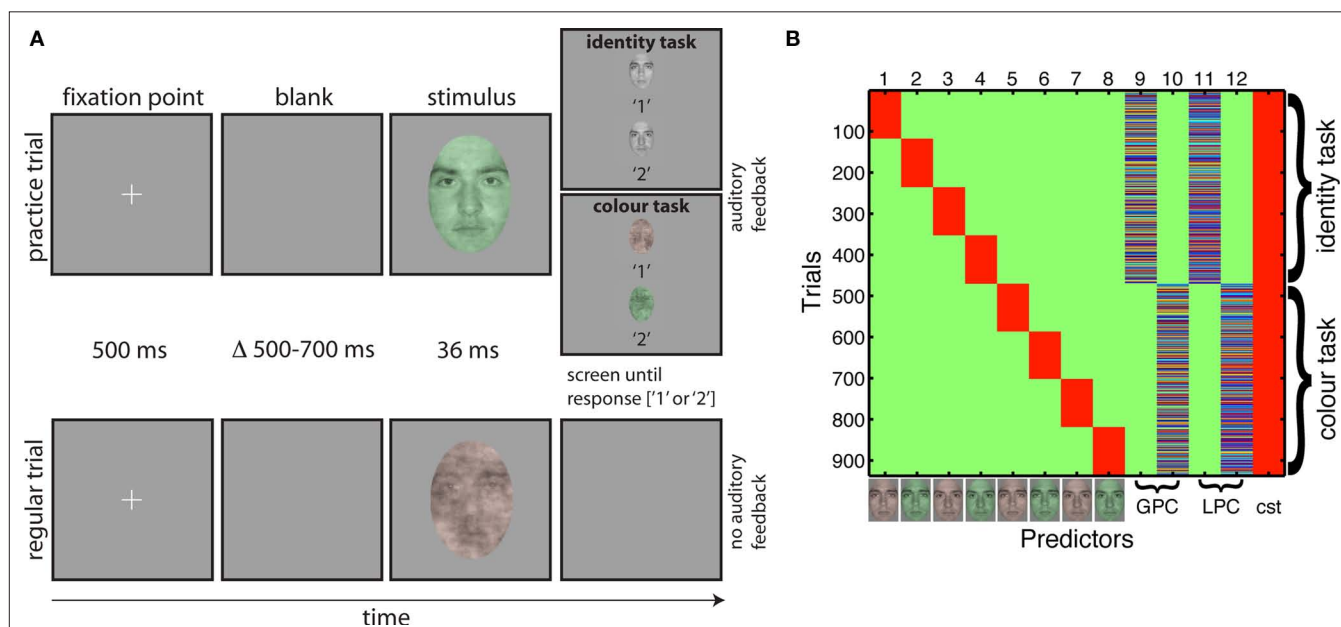 A
fixation point
blank
stimulus
practice trial
identity task
'1'
'2'
colour task
'1'
'2'
auditory
feedback
500 ms
Δ 500-700 ms
36 ms
screen until
response ['1' or '2']
regular trial
no auditory
feedback
time
B
1 2 3 4 5 6 7 8 9 10 11 12
Trials
100
200
300
400
500
600
700
800
900
identity task
colour task
GPC
LPC
cst
Predictors